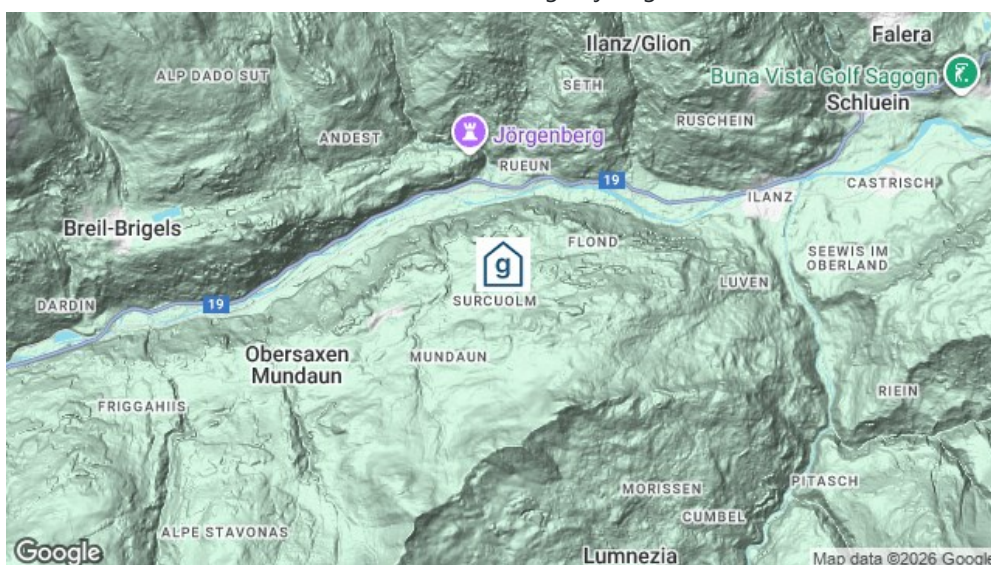 Ilanz/Glion
Falera
ALP DADO SUT
SETH
Buna Vista Golf Sagogn
Schluein
ANDEST
Jörgenberg
RUSCHEIN
RUEUN
19
ILANZ
CASTRISCH
Breil-Brigels
FLOND
g
SEEWIS IM
OBERLAND
LUVEN
DARDIN
19
SURCUOLM
Obersaxen
Mundaun
MUNDAUN
FRIGGAHIIS
RIEIN
MORISSEN
PITASCH
CUMBEL
ALPE STAVONAS
Google
Lumnezia
Map data ©2026 Google